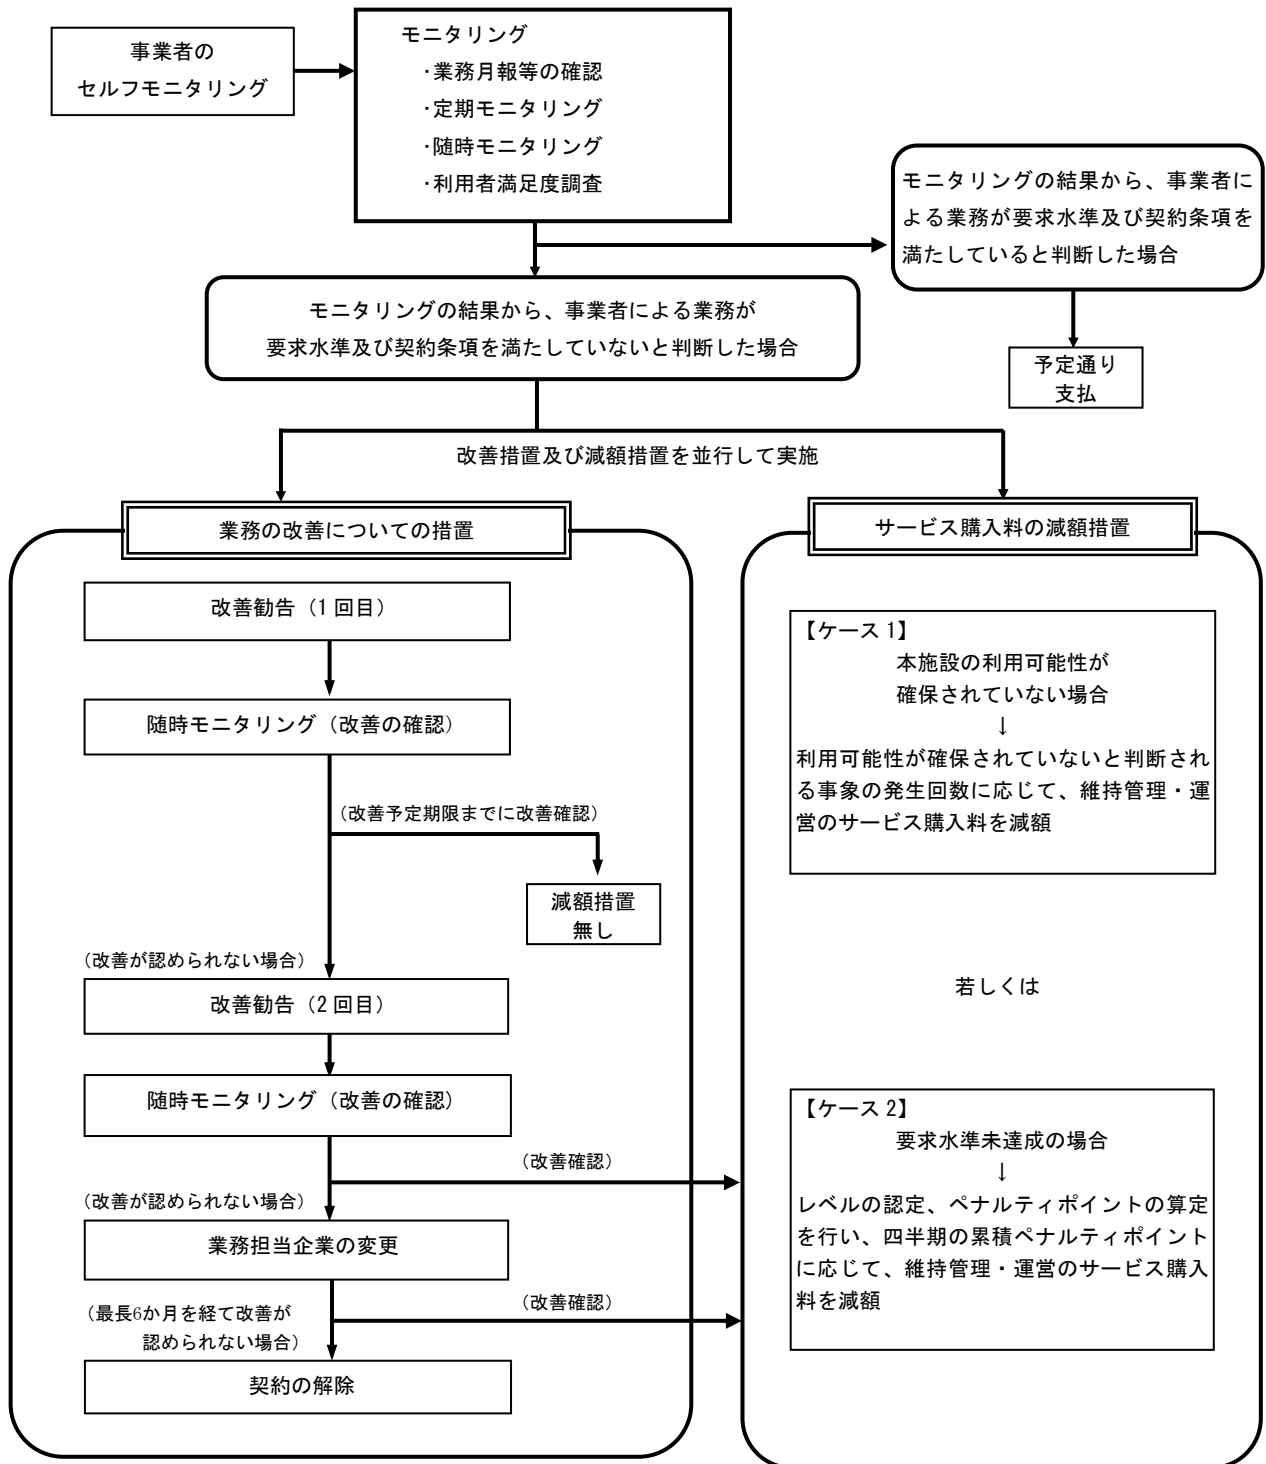 事業者の
セルフモニタリング
モニタリング
・業務月報等の確認
・定期モニタリング
・随時モニタリング
・利用者満足度調査
モニタリングの結果から、事業者に
よる業務が要求水準及び契約条項を
満たしていると判断した場合
予定通り
支払
モニタリングの結果から、事業者による業務が
要求水準及び契約条項を満たしていないと判断した場合
改善措置及び減額措置を並行して実施
業務の改善についての措置
改善勧告（1回目）
随時モニタリング（改善の確認）
（改善予定期限までに改善確認）
減額措置
無し
（改善が認められない場合）
改善勧告（2回目）
随時モニタリング（改善の確認）
（改善確認）
（改善が認められない場合）
業務担当企業の変更
（改善確認）
（最長6か月を経て改善が
認められない場合）
契約の解除
サービス購入料の減額措置
【ケース1】
本施設の利用可能性が
確保されていない場合
↓
利用可能性が確保されていないと判断され
る事象の発生回数に応じて、維持管理・運
営のサービス購入料を減額
若しくは
【ケース2】
要求水準未達成の場合
↓
レベルの認定、ペナルティポイントの算定
を行い、四半期の累積ペナルティポイント
に応じて、維持管理・運営のサービス購入
料を減額